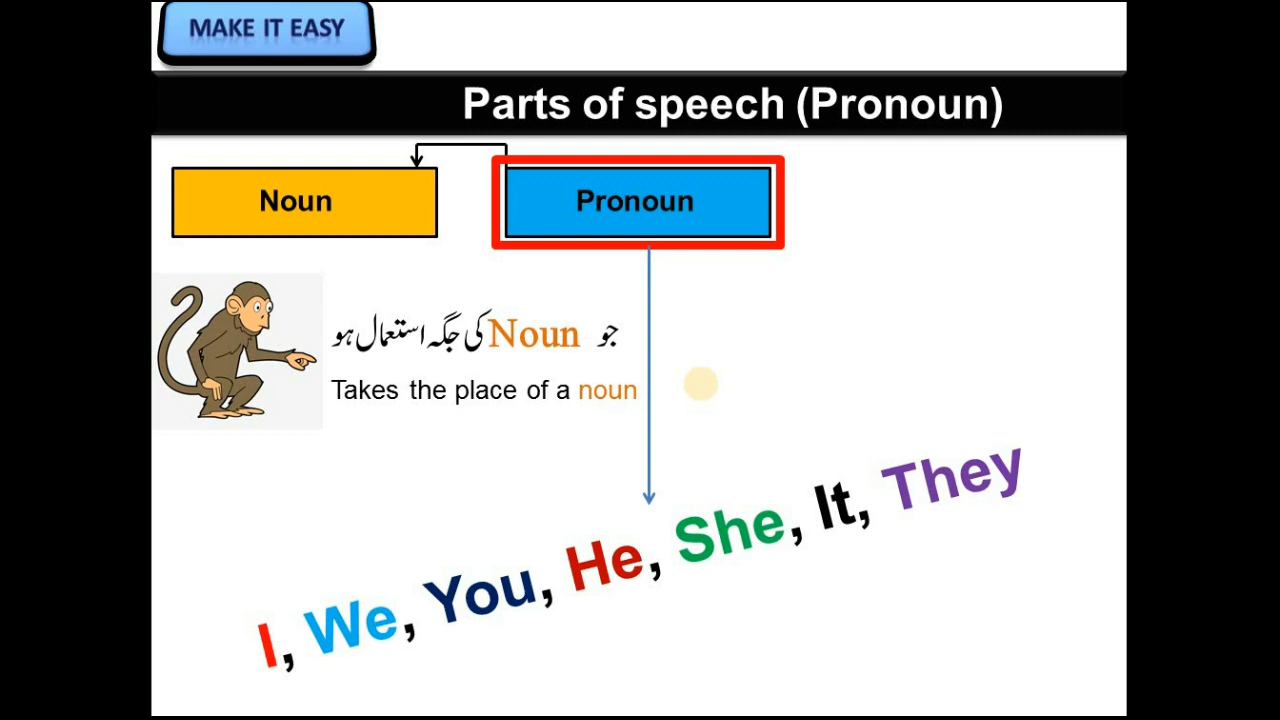 MAKE IT EASY
Parts of speech (Pronoun)
Noun
Pronoun
جو Noun کی جگہ استعمال ہو
Takes the place of a noun
I, We, You, He, She, It, They